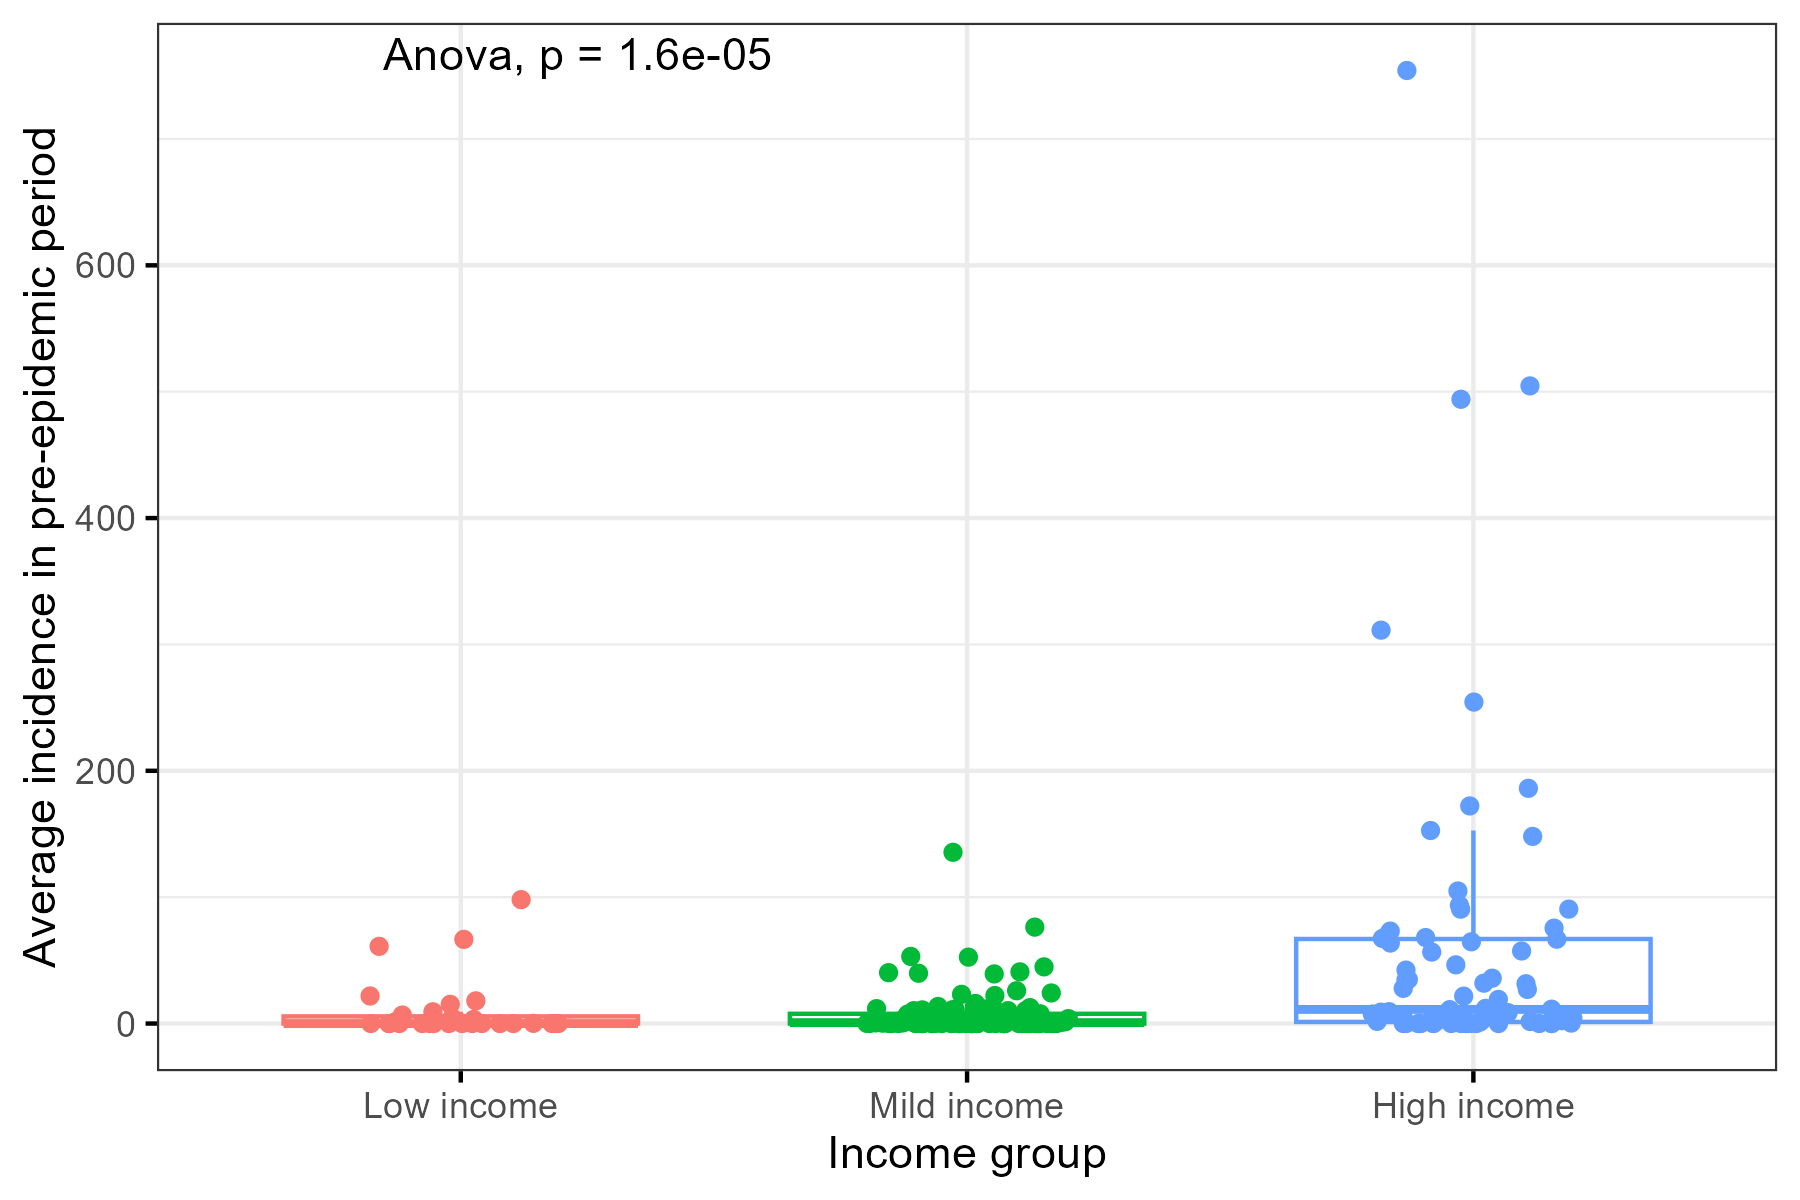 Anova, p = 1.6e-05
Average incidence in pre-epidemic period
600
400
200
0
Low income
Mild income
High income
Income group